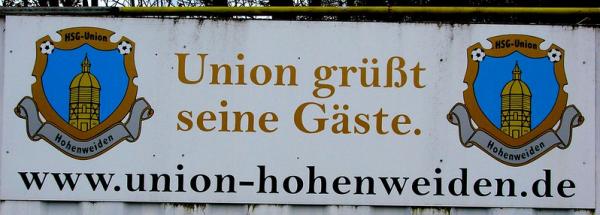 HSG-Union
Hohenweiden
Union grüßt
seine Gäste.
HSG-Union
Hohenweiden
www.union-hohenweiden.de